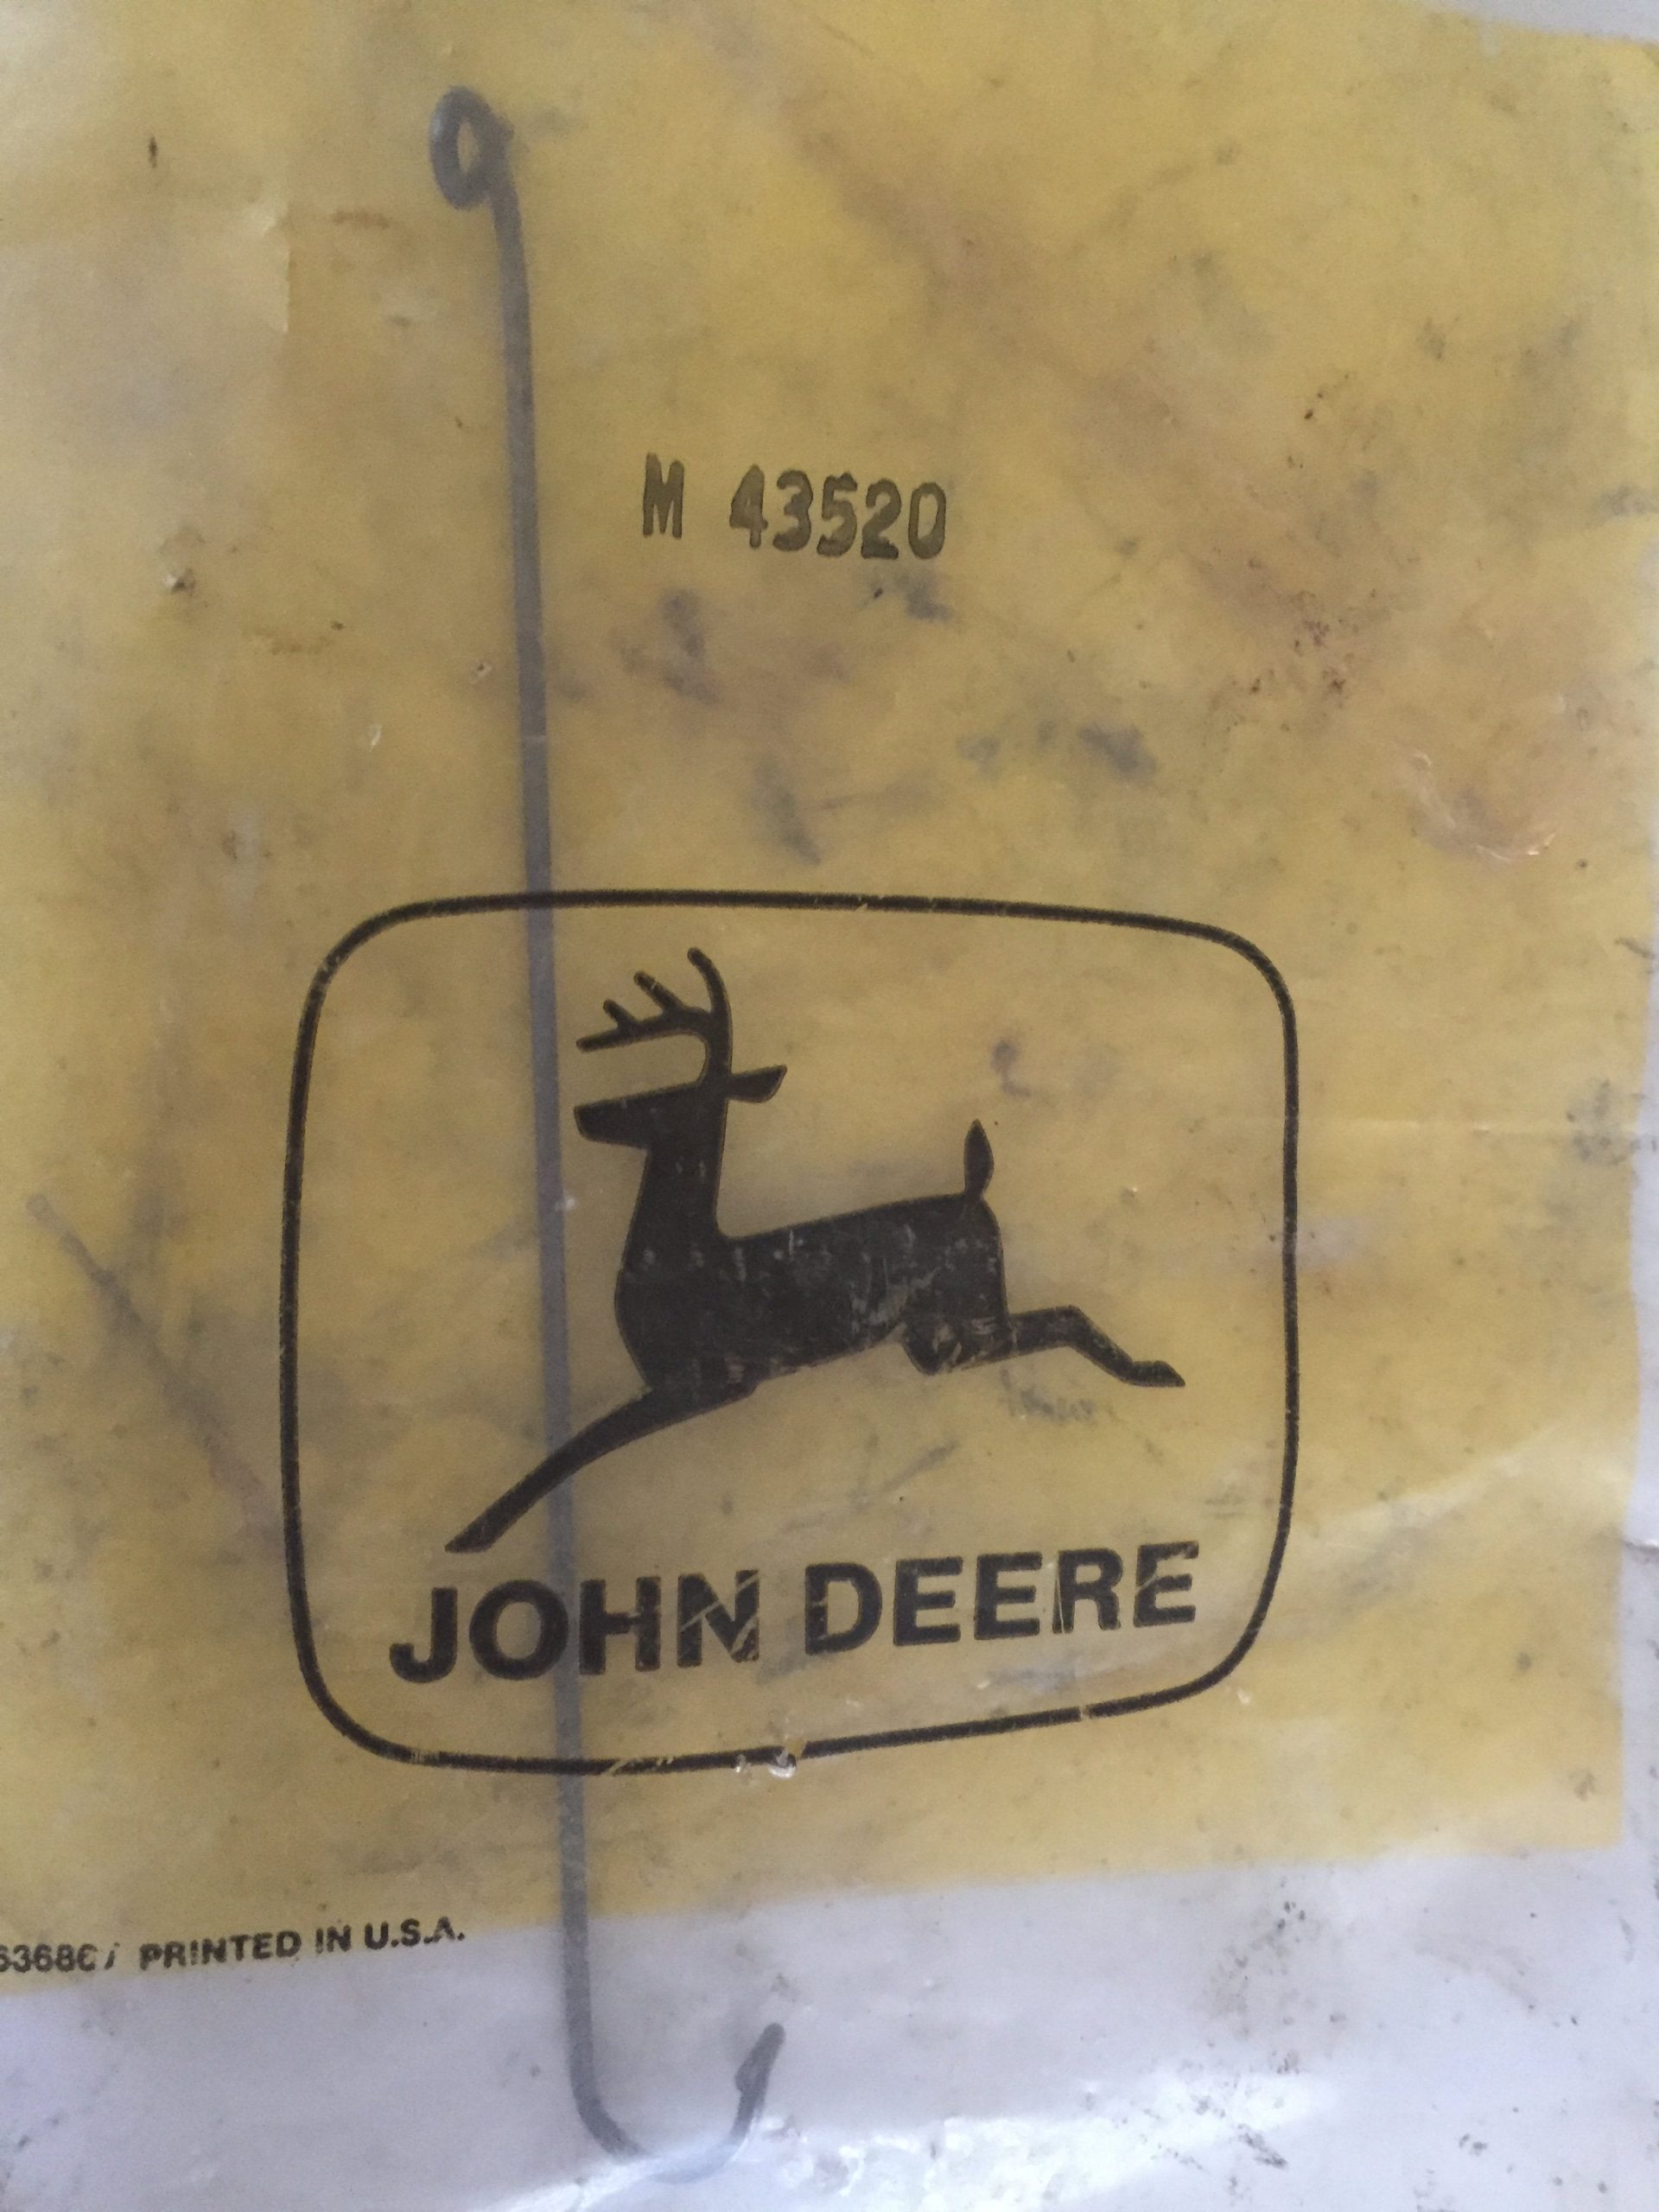 M 43520
JOHN DEERE
PRINTED IN U.S.A.